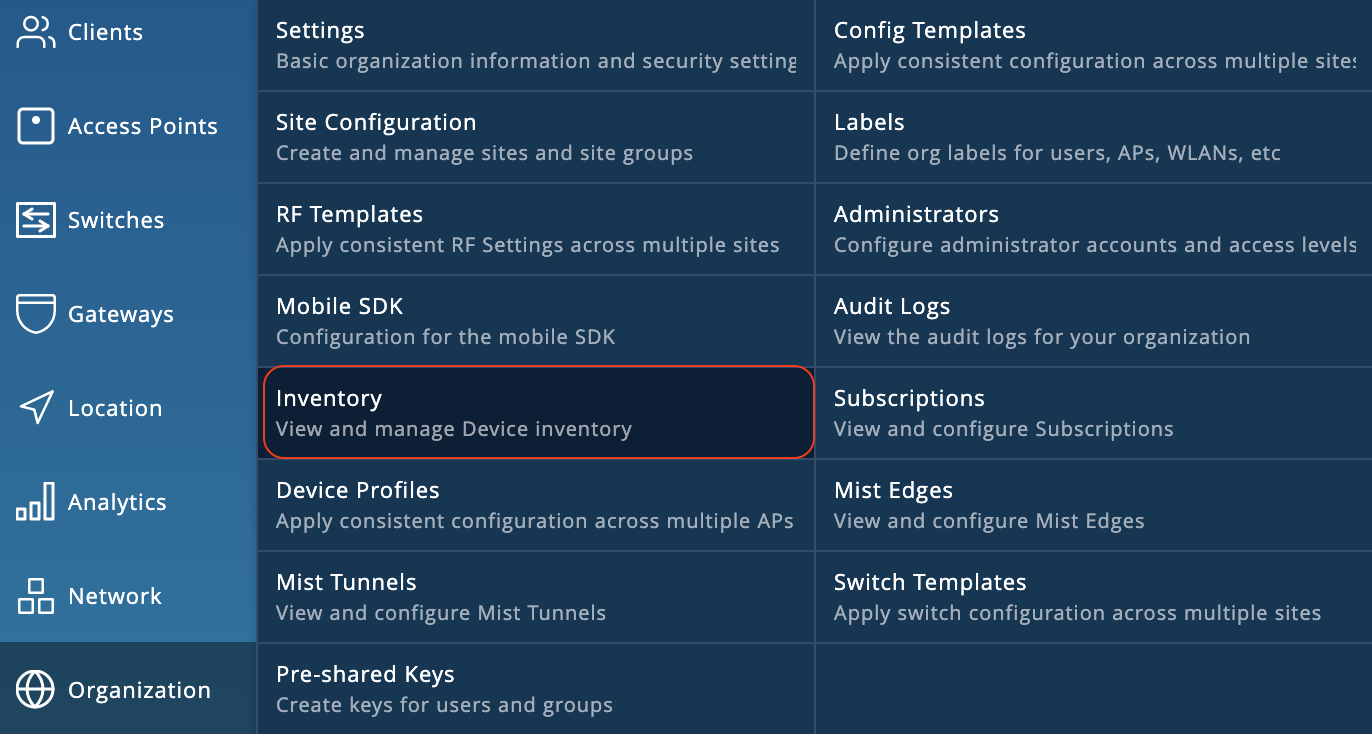 Clients
Access Points
Switches
Gateways
Location
Analytics
Network
Organization
Settings
Basic organization information and security setting
Site Configuration
Create and manage sites and site groups
RF Templates
Apply consistent RF Settings across multiple sites
Mobile SDK
Configuration for the mobile SDK
Inventory
View and manage Device inventory
Device Profiles
Apply consistent configuration across multiple APs
Mist Tunnels
View and configure Mist Tunnels
Pre-shared Keys
Create keys for users and groups
Config Templates
Apply consistent configuration across multiple sites
Labels
Define org labels for users, APs, WLANs, etc
Administrators
Configure administrator accounts and access levels
Audit Logs
View the audit logs for your organization
Subscriptions
View and configure Subscriptions
Mist Edges
View and configure Mist Edges
Switch Templates
Apply switch configuration across multiple sites